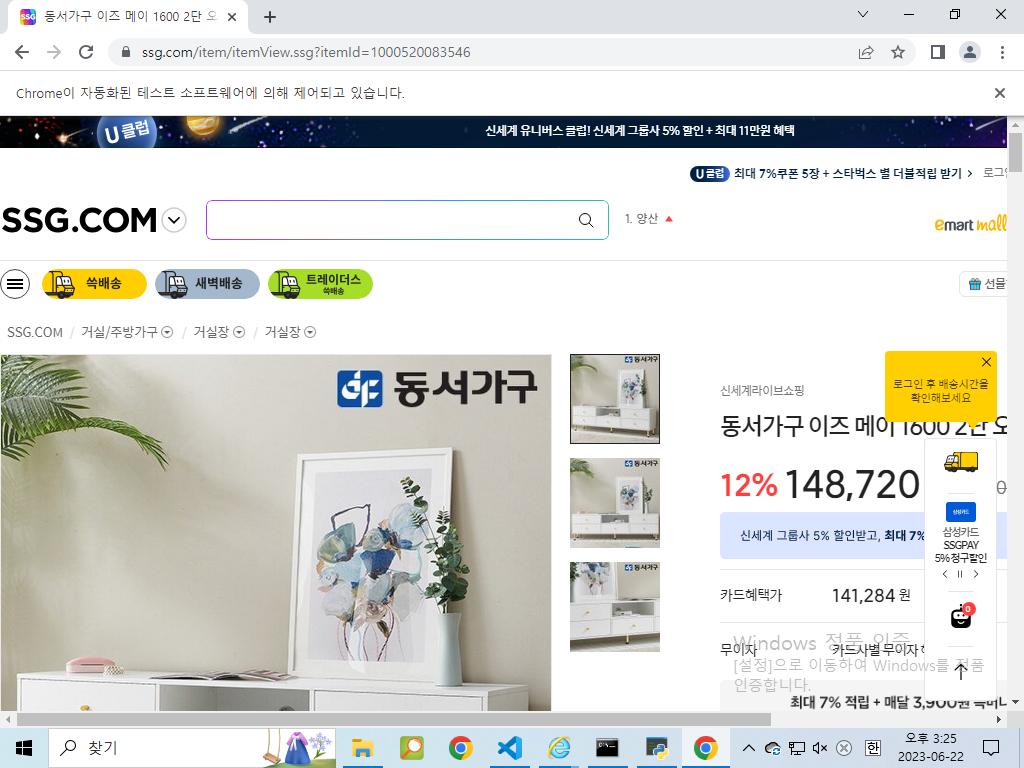 동서가구 이즈 메이 1600 2단 오
ssg.com/item/itemView.ssg?itemId=1000520083546
Chrome이 자동화된 테스트 소프트웨어에 의해 제어되고 있습니다.
U 클럽
신세계 유니버스 클럽! 신세계 그룹사 5% 할인 + 최대 11만원 혜택
U 클럽 최대 7%쿠폰 5장 + 스타벅스 별 더블적립 받기
SSG.COM
1. 양산
emart mall
쓱배송
새벽배송
트레이더스
쓱배송
선물
SSG.COM / 거실/주방가구 / 거실장 / 거실장
동서가구
신세계라이브쇼핑
로그인 후 배송시간을
확인해보세요
동서가구 이즈 메이 1600 2단 오
12% 148,720
신세계 그룹사 5% 할인받고, 최대 7%
삼성카드
삼성카드
SSGPAY
5% 청구할인
카드혜택가 141,284 원
0
무이자 카드사별 무이자
Windows 정품 인증
[설정]으로 이동하여 Windows를 정품
인증합니다.
최대 7% 적립 + 매달 3,900원
찾기
오후 3:25
한
2023-06-22